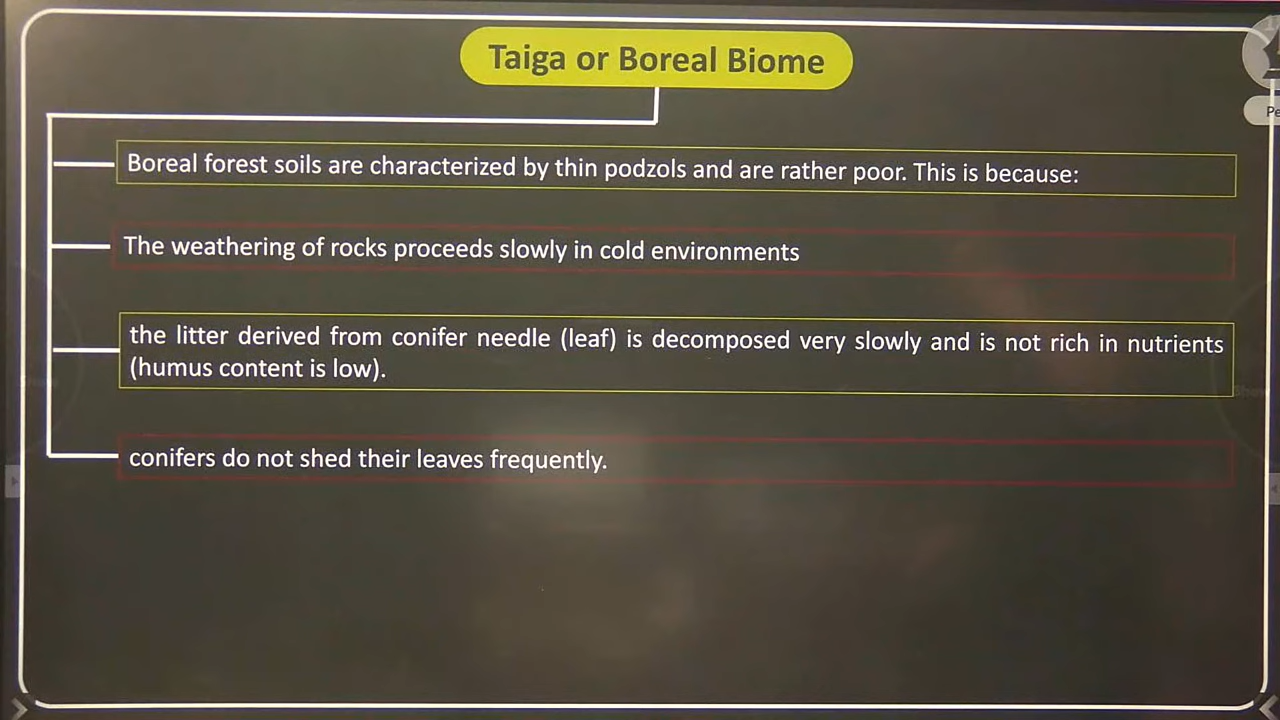 Taiga or Boreal Biome
Boreal forest soils are characterized by thin podzols and are rather poor. This is because:
The weathering of rocks proceeds slowly in cold environments
the litter derived from conifer needle (leaf) is decomposed very slowly and is not rich in nutrients
(humus content is low).
conifers do not shed their leaves frequently.